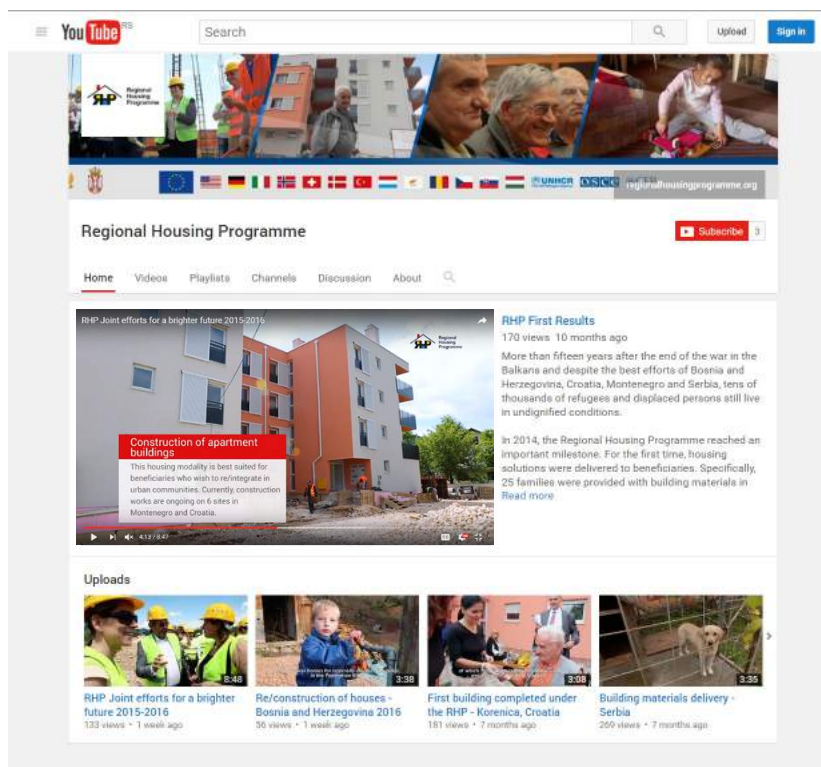 You Tube RS
Search
Upload
Sign in
RHP Regional Housing Programme
UNHCR
OSCE
regionalhousingprogramme.org
Regional Housing Programme
Subscribe 3
Home Videos Playlists Channels Discussion About
RHP Joint efforts for a brighter future 2015-2016
RHP Regional Housing Programme
Construction of apartment
buildings
This housing modality is best suited for
beneficiaries who wish to re/integrate in
urban communities. Currently, construction
works are ongoing on 6 sites in
Montenegro and Croatia.
4:13 / 8:47
RHP First Results
170 views 10 months ago
More than fifteen years after the end of the war in the
Balkans and despite the best efforts of Bosnia and
Herzegovina, Croatia, Montenegro and Serbia, tens of
thousands of refugees and displaced persons still live
in undignified conditions.
In 2014, the Regional Housing Programme reached an
important milestone. For the first time, housing
solutions were delivered to beneficiaries. Specifically,
25 families were provided with building materials in
Read more
Uploads
8:48
3:38
3:08
3:35
RHP Joint efforts for a brighter
future 2015-2016
133 views • 1 week ago
Re/construction of houses -
Bosnia and Herzegovina 2016
56 views • 1 week ago
First building completed under
the RHP - Korenica, Croatia
181 views • 7 months ago
Building materials delivery -
Serbia
269 views • 7 months ago